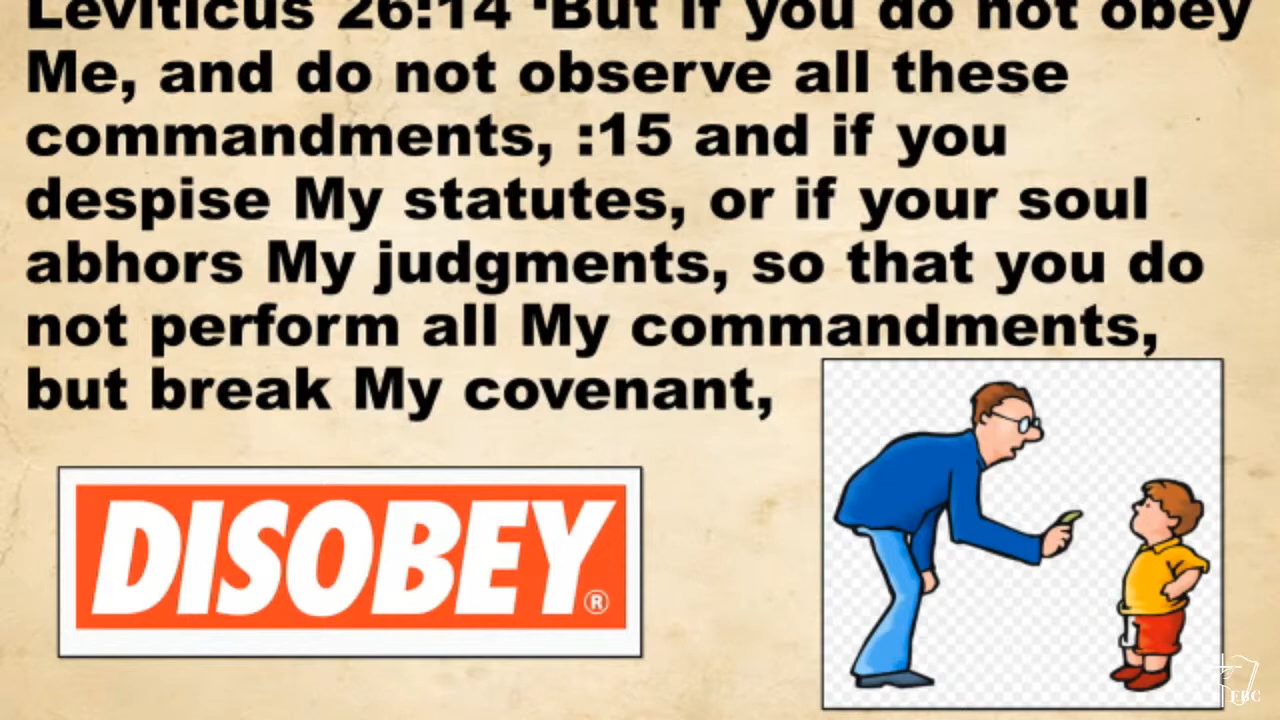 Leviticus 26:14 ‘But if you do not obey
Me, and do not observe all these
commandments, :15 and if you
despise My statutes, or if your soul
abhors My judgments, so that you do
not perform all My commandments,
but break My covenant,
DISOBEY®
FBC